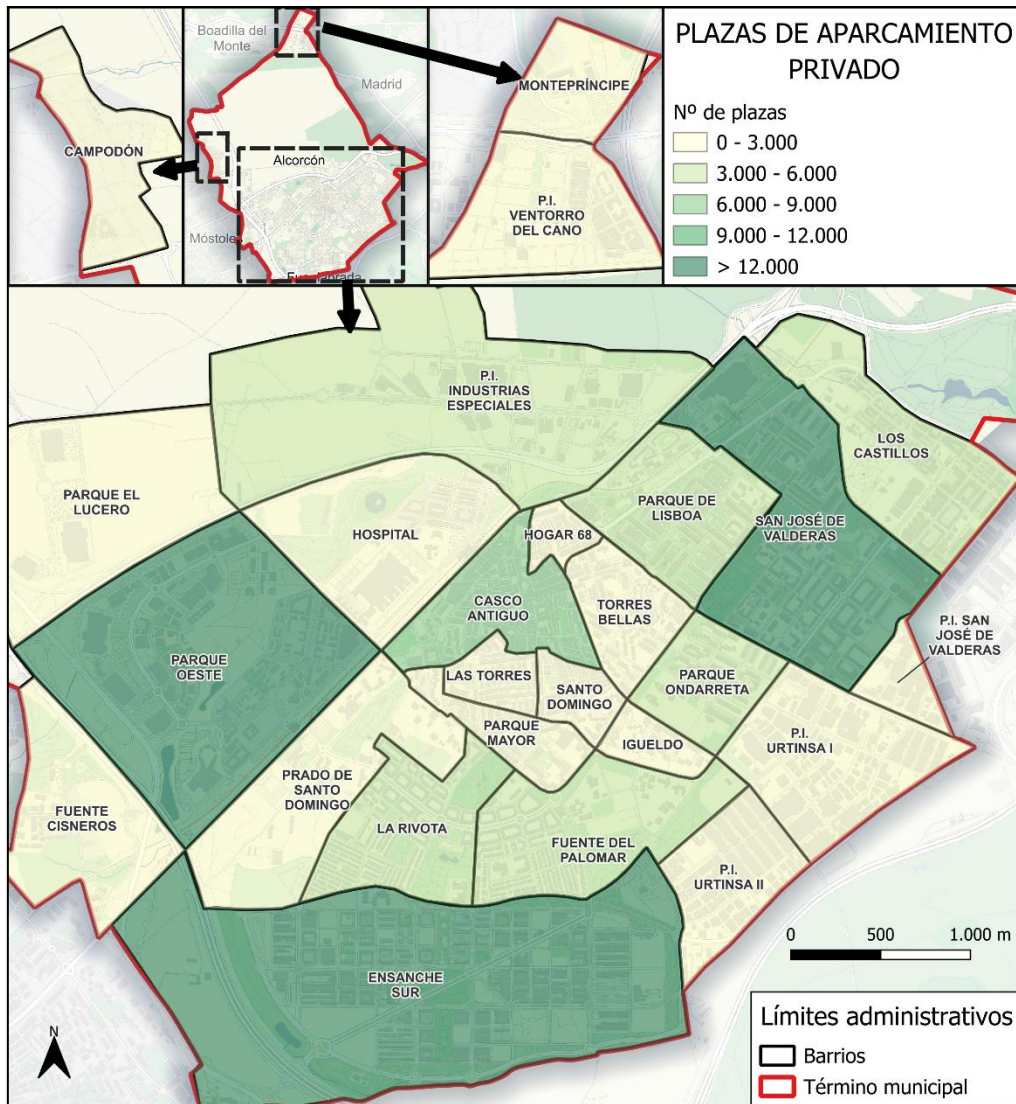 Boadilla del
Monte
Madrid
Alcorcón
Móstole
Fuenlabrada
CAMPODÓN
MONTEPRÍNCIPE
P.I.
VENTORRO
DEL CANO
PLAZAS DE APARCAMIENTO
PRIVADO
Nº de plazas
0 - 3.000
3.000 - 6.000
6.000 - 9.000
9.000 - 12.000
> 12.000
P.I.
INDUSTRIAS
ESPECIALES
LOS
CASTILLOS
PARQUE EL
LUCERO
HOSPITAL
HOGAR 68
PARQUE DE
LISBOA
SAN JOSÉ DE
VALDERAS
CASCO
ANTIGUO
TORRES
BELLAS
P.I. SAN
JOSÉ DE
VALDERAS
PARQUE
OESTE
LAS TORRES
SANTO
DOMINGO
PARQUE
ONDARRETA
PARQUE
MAYOR
IGUELDO
P.I.
URTINSA I
PRADO DE
SANTO
DOMINGO
FUENTE
CISNEROS
LA RIVOTA
FUENTE DEL
PALOMAR
P.I.
URTINSA II
ENSANCHE
SUR
0 500 1.000 m
N
Límites administrativos
Barrios
Término municipal